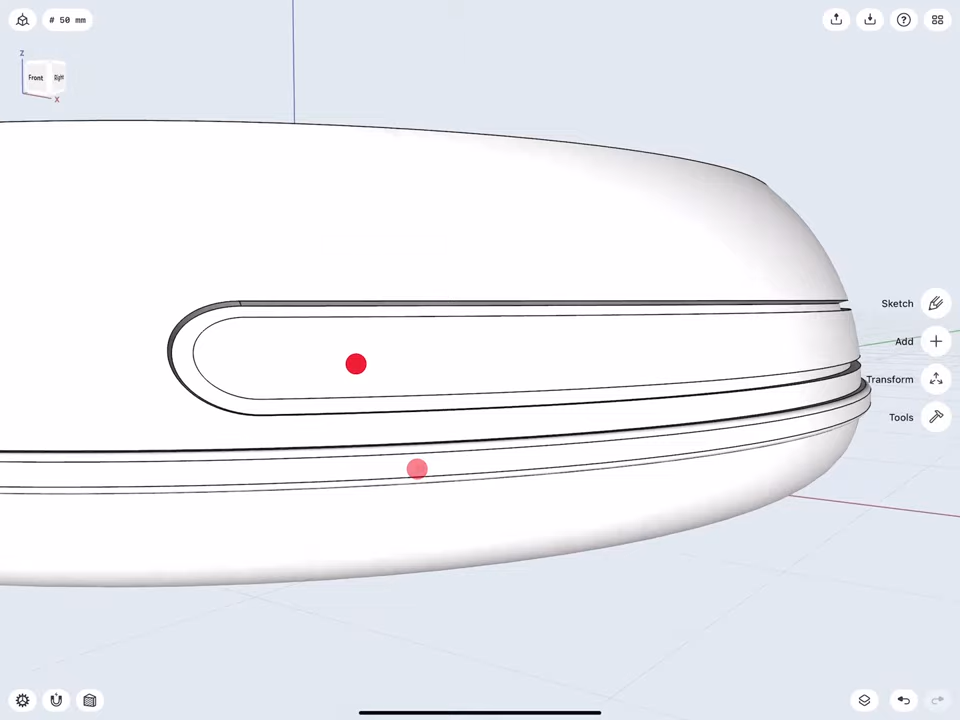 # 50 mm
Z
Front
Right
X
Sketch
Add
Transform
Tools